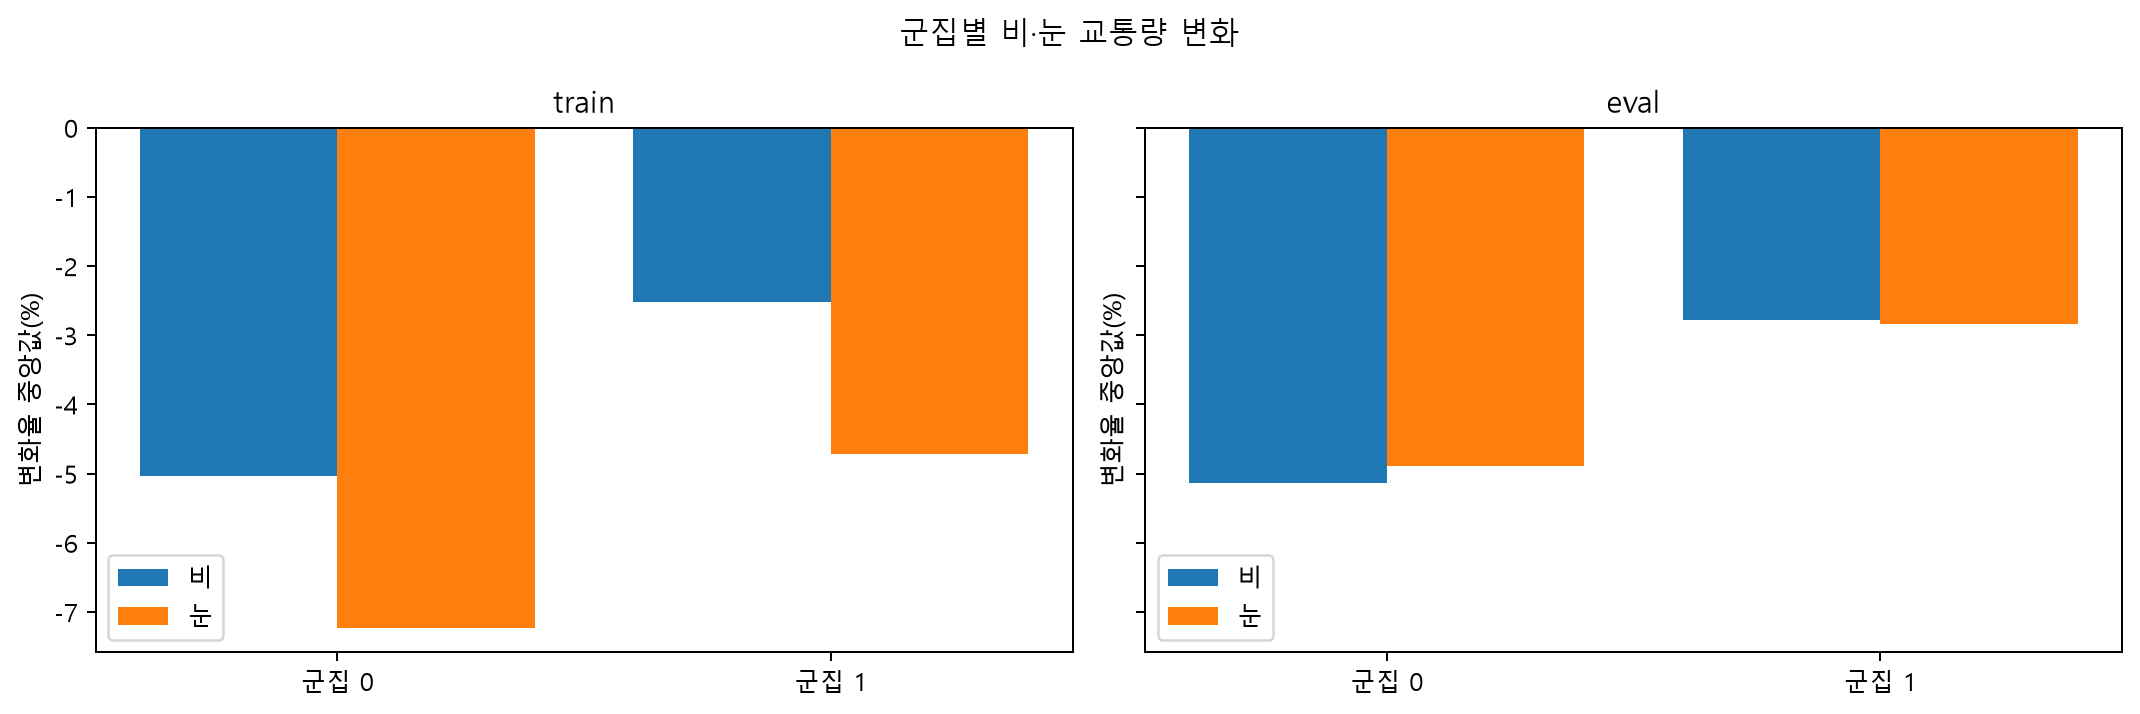 군집별 비·눈 교통량 변화
train
변화율 중앙값(%)
0
-1
-2
-3
-4
-5
-6
-7
비
눈
군집 0
군집 1
eval
변화율 중앙값(%)
비
눈
군집 0
군집 1